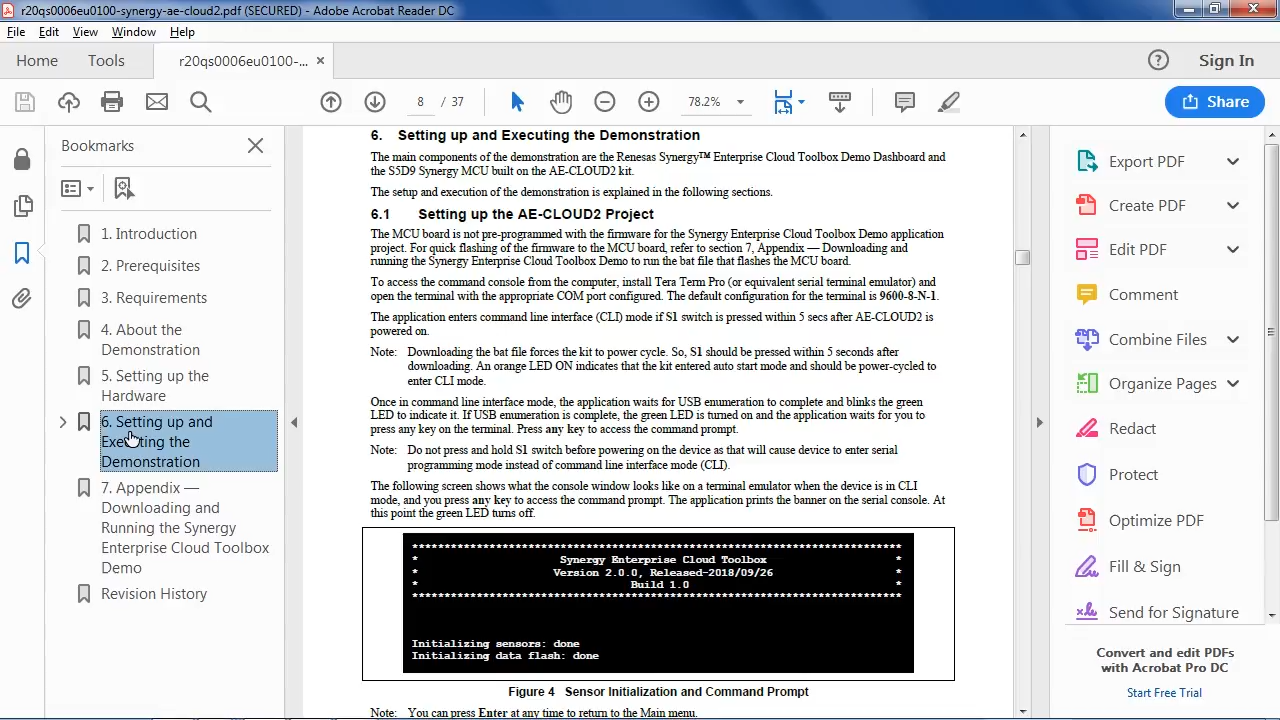 r20qs0006eu0100-synergy-ae-cloud2.pdf (SECURED) - Adobe Acrobat Reader DC
File Edit View Window Help
Home Tools r20qs0006eu0100-... × Sign In
8 / 37 78.2% Share
Bookmarks
1. Introduction
2. Prerequisites
3. Requirements
4. About the
Demonstration
5. Setting up the
Hardware
6. Setting up and
Executing the
Demonstration
7. Appendix —
Downloading and
Running the Synergy
Enterprise Cloud Toolbox
Demo
Revision History
6. Setting up and Executing the Demonstration
The main components of the demonstration are the Renesas Synergy™ Enterprise Cloud Toolbox Demo Dashboard and
the S5D9 Synergy MCU built on the AE-CLOUD2 kit.
The setup and execution of the demonstration is explained in the following sections.
6.1 Setting up the AE-CLOUD2 Project
The MCU board is not pre-programmed with the firmware for the Synergy Enterprise Cloud Toolbox Demo application
project. For quick flashing of the firmware to the MCU board, refer to section 7, Appendix — Downloading and
running the Synergy Enterprise Cloud Toolbox Demo to run the bat file that flashes the MCU board.
To access the command console from the computer, install Tera Term Pro (or equivalent serial terminal emulator) and
open the terminal with the appropriate COM port configured. The default configuration for the terminal is 9600-8-N-1.
The application enters command line interface (CLI) mode if S1 switch is pressed within 5 secs after AE-CLOUD2 is
powered on.
Note: Downloading the bat file forces the kit to power cycle. So, S1 should be pressed within 5 seconds after
downloading. An orange LED ON indicates that the kit entered auto start mode and should be power-cycled to
enter CLI mode.
Once in command line interface mode, the application waits for USB enumeration to complete and blinks the green
LED to indicate it. If USB enumeration is complete, the green LED is turned on and the application waits for you to
press any key on the terminal. Press any key to access the command prompt.
Note: Do not press and hold S1 switch before powering on the device as that will cause device to enter serial
programming mode instead of command line interface mode (CLI).
The following screen shows what the console window looks like on a terminal emulator when the device is in CLI
mode, and you press any key to access the command prompt. The application prints the banner on the serial console. At
this point the green LED turns off.
******************************************************************************
* Synergy Enterprise Cloud Toolbox *
* Version 2.0.0, Released-2018/09/26 *
* Build 1.0 *
******************************************************************************
Initializing sensors: done
Initializing data flash: done
Figure 4 Sensor Initialization and Command Prompt
Note: You can press Enter at any time to return to the Main menu.
Export PDF
Create PDF
Edit PDF
Comment
Combine Files
Organize Pages
Redact
Protect
Optimize PDF
Fill & Sign
Send for Signature
Convert and edit PDFs
with Acrobat Pro DC
Start Free Trial